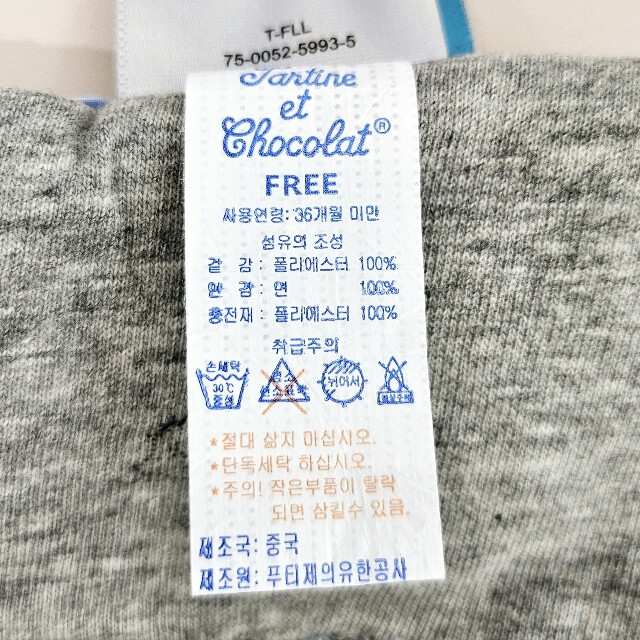 T-FLL
75-0052-5993-5
Tartine
et
Chocolat®
FREE
사용연령: 36개월 미만
섬유의 조성
겉 감 : 폴리에스터 100%
안 감 : 면 100%
충전재 : 폴리에스터 100%
취급주의
손세탁
30℃
중성
뉘어서
*절대 삶지 마십시오.
*단독세탁 하십시오.
*주의! 작은부품이 탈락
되면 삼킬수 있음.
제조국: 중국
제조원: 푸티제의유한공사